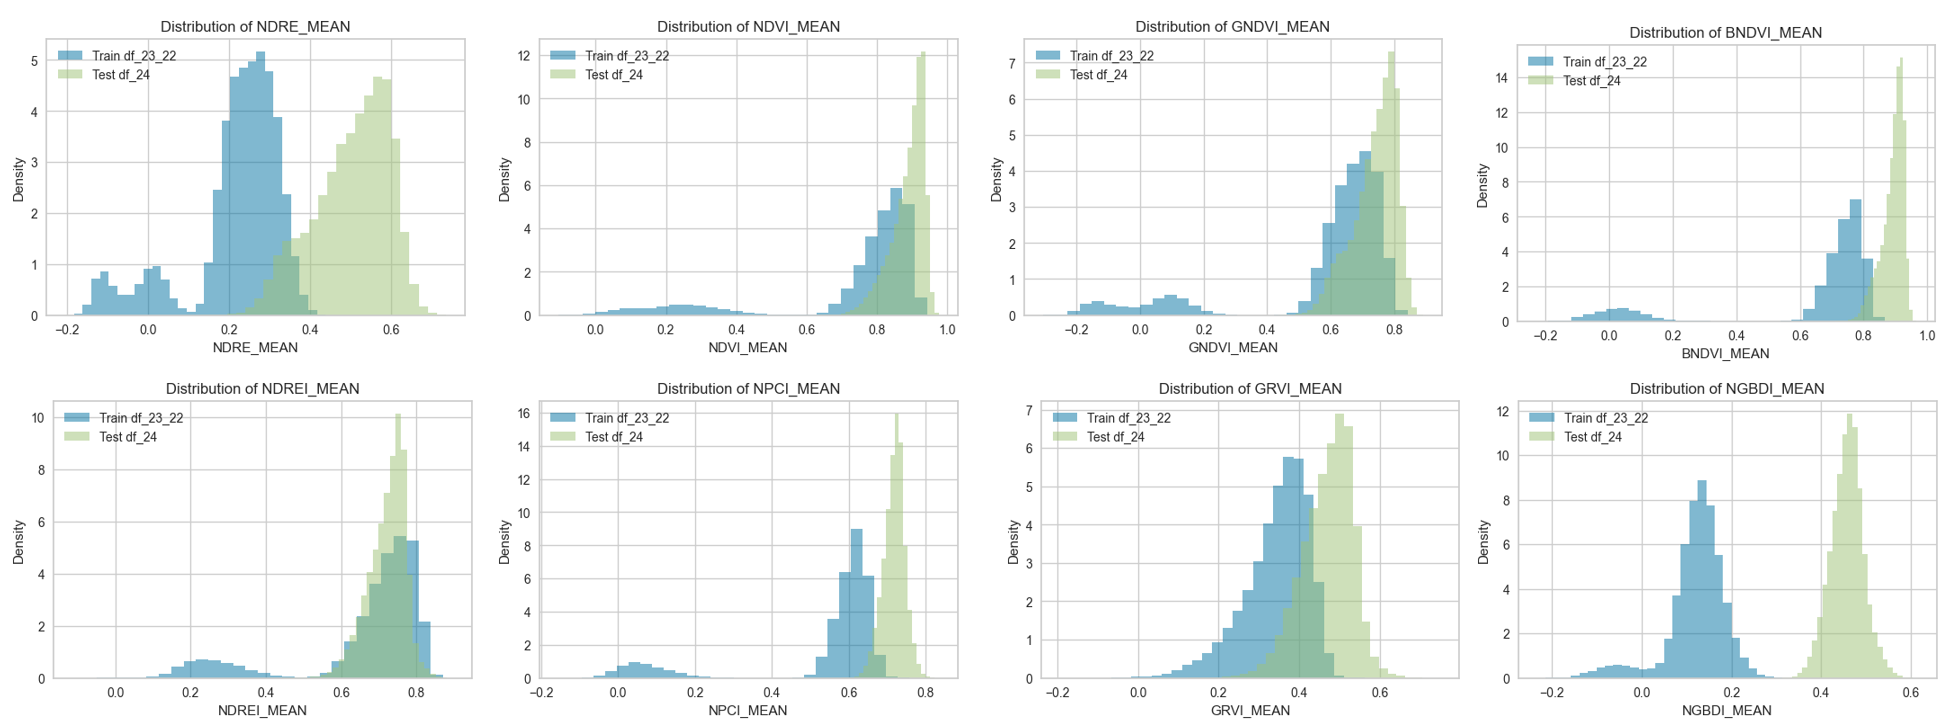 Distribution of NDRE_MEAN
Train df_23_22
Test df_24
Density
5
4
3
2
1
0
−0.2 0.0 0.2 0.4 0.6
NDRE_MEAN
Distribution of NDVI_MEAN
Train df_23_22
Test df_24
Density
12
10
8
6
4
2
0
0.0 0.2 0.4 0.6 0.8 1.0
NDVI_MEAN
Distribution of GNDVI_MEAN
Train df_23_22
Test df_24
Density
7
6
5
4
3
2
1
0
−0.2 0.0 0.2 0.4 0.6 0.8
GNDVI_MEAN
Distribution of BNDVI_MEAN
Train df_23_22
Test df_24
Density
14
12
10
8
6
4
2
0
−0.2 0.0 0.2 0.4 0.6 0.8 1.0
BNDVI_MEAN
Distribution of NDREI_MEAN
Train df_23_22
Test df_24
Density
10
8
6
4
2
0
0.0 0.2 0.4 0.6 0.8
NDREI_MEAN
Distribution of NPCI_MEAN
Train df_23_22
Test df_24
Density
16
14
12
10
8
6
4
2
0
−0.2 0.0 0.2 0.4 0.6 0.8
NPCI_MEAN
Distribution of GRVI_MEAN
Train df_23_22
Test df_24
Density
7
6
5
4
3
2
1
0
−0.2 0.0 0.2 0.4 0.6
GRVI_MEAN
Distribution of NGBDI_MEAN
Train df_23_22
Test df_24
Density
12
10
8
6
4
2
0
−0.2 0.0 0.2 0.4 0.6
NGBDI_MEAN